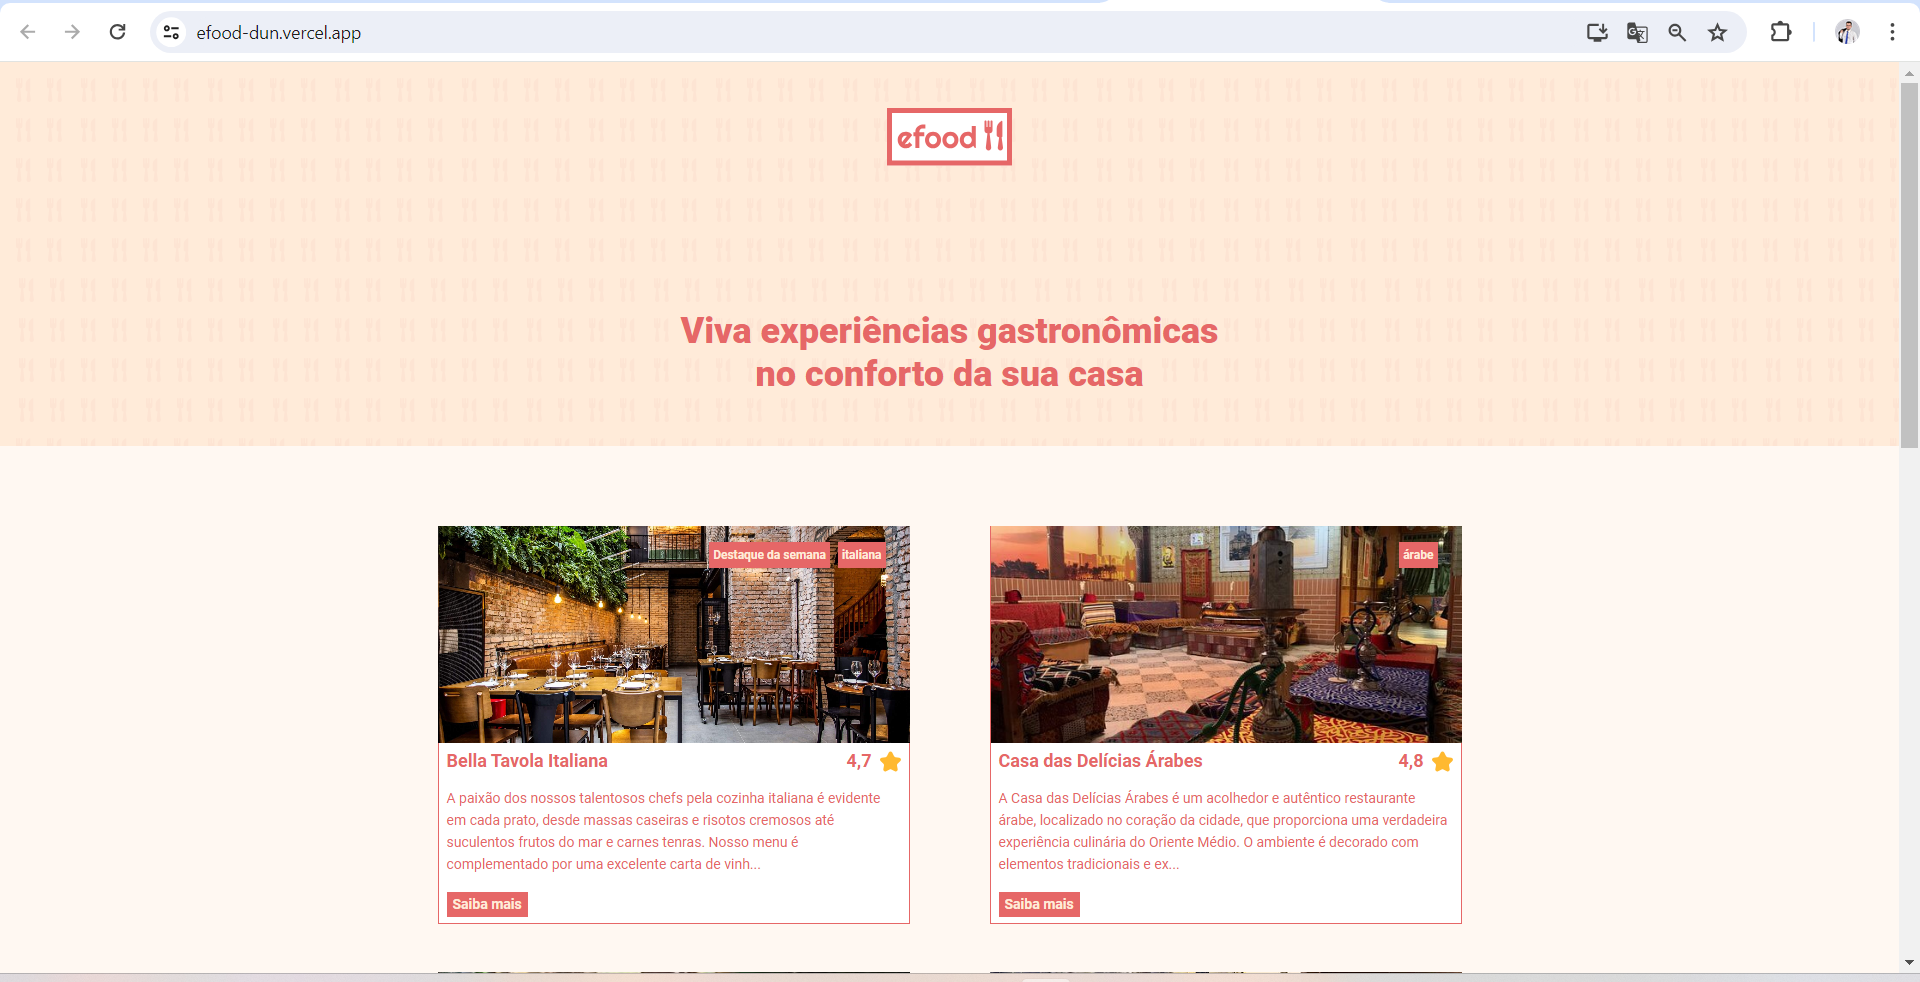 efood-dun.vercel.app
efood
Viva experiências gastronômicas
no conforto da sua casa
Destaque da semana
italiana
árabe
Bella Tavola Italiana
4,7
A paixão dos nossos talentosos chefs pela cozinha italiana é evidente
em cada prato, desde massas caseiras e risotos cremosos até
suculentos frutos do mar e carnes tenras. Nosso menu é
complementado por uma excelente carta de vinh...
Saiba mais
Casa das Delícias Árabes
4,8
A Casa das Delícias Árabes é um acolhedor e autêntico restaurante
árabe, localizado no coração da cidade, que proporciona uma verdadeira
experiência culinária do Oriente Médio. O ambiente é decorado com
elementos tradicionais e ex...
Saiba mais